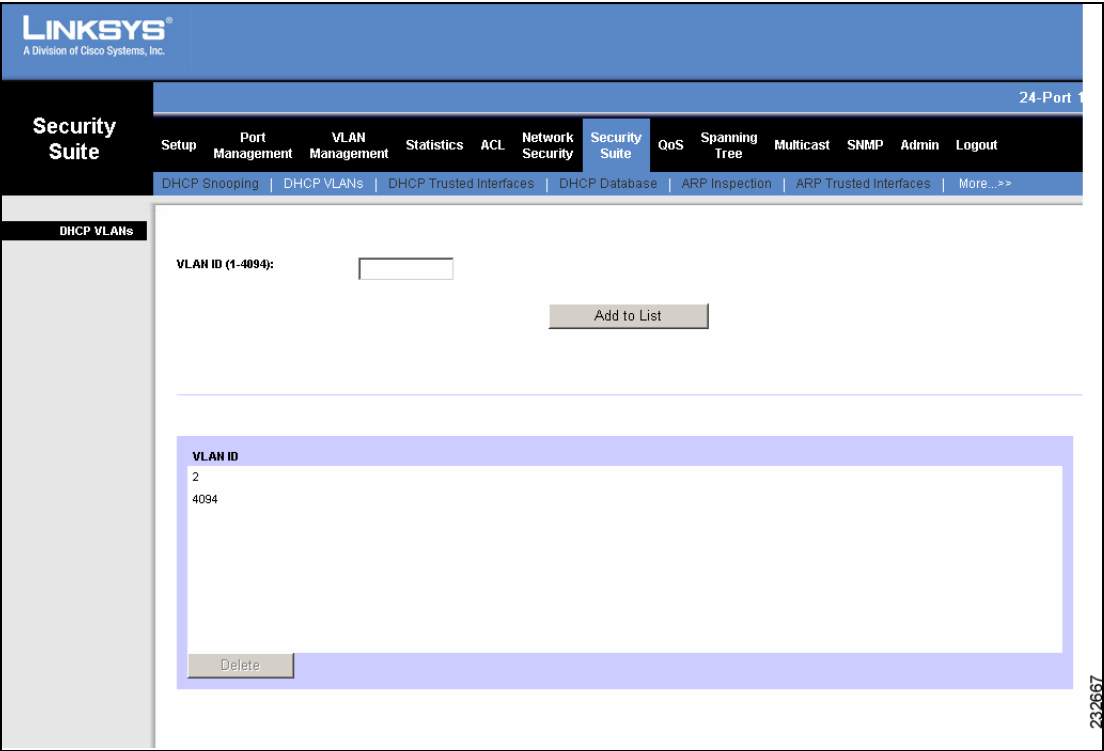 LINKSYS®
A Division of Cisco Systems, Inc.
24-Port 1
Security Suite
Setup Port Management VLAN Management Statistics ACL Network Security Security Suite QoS Spanning Tree Multicast SNMP Admin Logout
DHCP Snooping | DHCP VLANs | DHCP Trusted Interfaces | DHCP Database | ARP Inspection | ARP Trusted Interfaces | More...>>
DHCP VLANs
VLAN ID (1-4094):
Add to List
VLAN ID
2
4094
Delete
232667